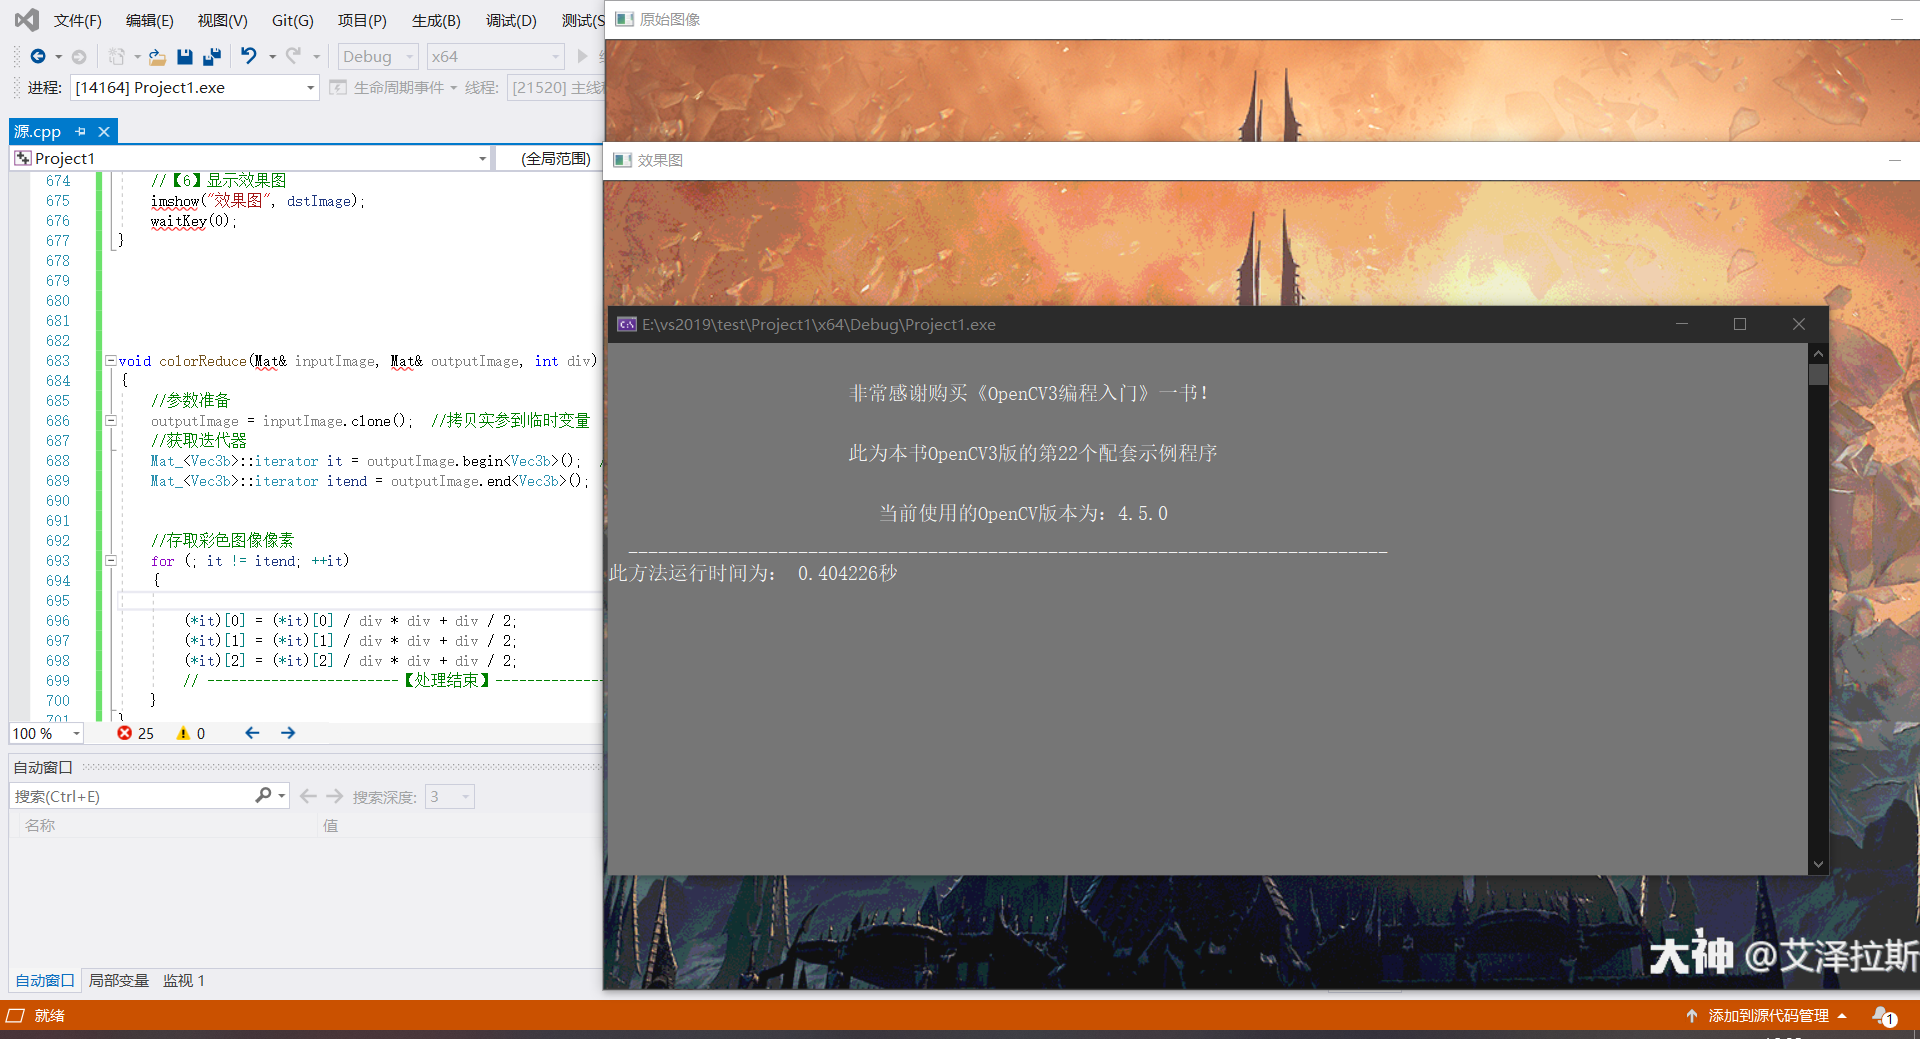 文件(F) 编辑(E) 视图(V) Git(G) 项目(P) 生成(B) 调试(D) 测试(S
Debug x64
进程: [14164] Project1.exe 生命周期事件 线程: [21520] 主线
源.cpp
Project1 (全局范围)
674 //【6】显示效果图
675 imshow("效果图", dstImage);
676 waitKey(0);
677 }
678
679
680
681
682
683 void colorReduce(Mat& inputImage, Mat& outputImage, int div)
684 {
685 //参数准备
686 outputImage = inputImage.clone(); //拷贝实参到临时变量
687 //获取迭代器
688 Mat_<Vec3b>::iterator it = outputImage.begin<Vec3b>(); /
689 Mat_<Vec3b>::iterator itend = outputImage.end<Vec3b>();
690
691
692 //存取彩色图像像素
693 for (; it != itend; ++it)
694 {
695
696 (*it)[0] = (*it)[0] / div * div + div / 2;
697 (*it)[1] = (*it)[1] / div * div + div / 2;
698 (*it)[2] = (*it)[2] / div * div + div / 2;
699 // ------------------------【处理结束】--------------
700 }
701 }
100 % 25 0
自动窗口
搜索(Ctrl+E) 搜索深度: 3
名称 值
自动窗口 局部变量 监视 1
就绪
原始图像
效果图
E:\vs2019\test\Project1\x64\Debug\Project1.exe
非常感谢购买《OpenCV3编程入门》一书!
此为本书OpenCV3版的第22个配套示例程序
当前使用的OpenCV版本为: 4.5.0
----------------------------------------------------------------------------
此方法运行时间为: 0.404226秒
大神 @艾泽拉斯
添加到源代码管理 1